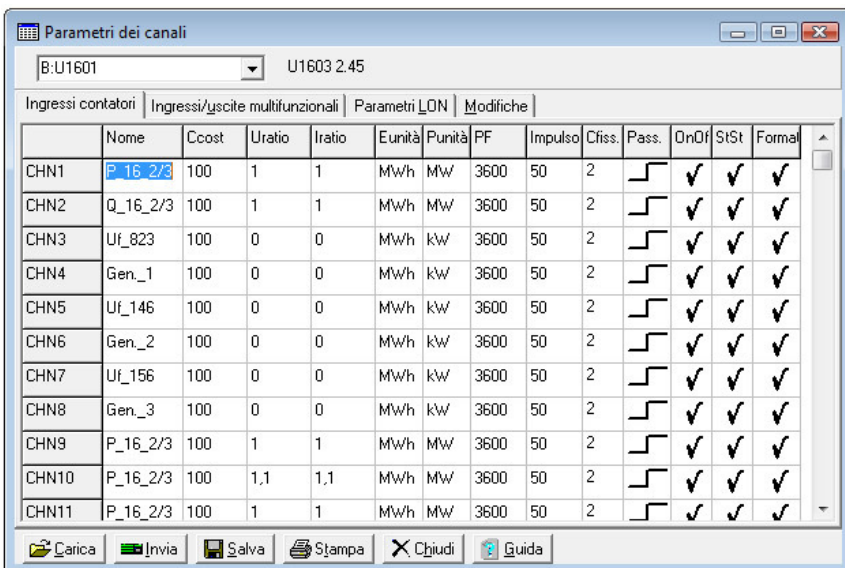 Parametri dei canali
B:U1601 U1603 2.45
Ingressi contatori Ingressi/uscite multifunzionali Parametri LON Modifiche
Nome Ccost Uratio Iratio Eunità Punità PF Impulso Cfiss. Pass. OnOf StSt Formal
CHN1 P_16_2/3 100 1 1 MWh MW 3600 50 2
CHN2 Q_16_2/3 100 1 1 MWh MW 3600 50 2
CHN3 Uf_823 100 0 0 MWh kW 3600 50 2
CHN4 Gen._1 100 0 0 MWh kW 3600 50 2
CHN5 Uf_146 100 0 0 MWh kW 3600 50 2
CHN6 Gen._2 100 0 0 MWh kW 3600 50 2
CHN7 Uf_156 100 0 0 MWh kW 3600 50 2
CHN8 Gen._3 100 0 0 MWh kW 3600 50 2
CHN9 P_16_2/3 100 1 1 MWh MW 3600 50 2
CHN10 P_16_2/3 100 1,1 1,1 MWh MW 3600 50 2
CHN11 P_16_2/3 100 1 1 MWh MW 3600 50 2
Carica Invia Salva Stampa Chiudi Guida